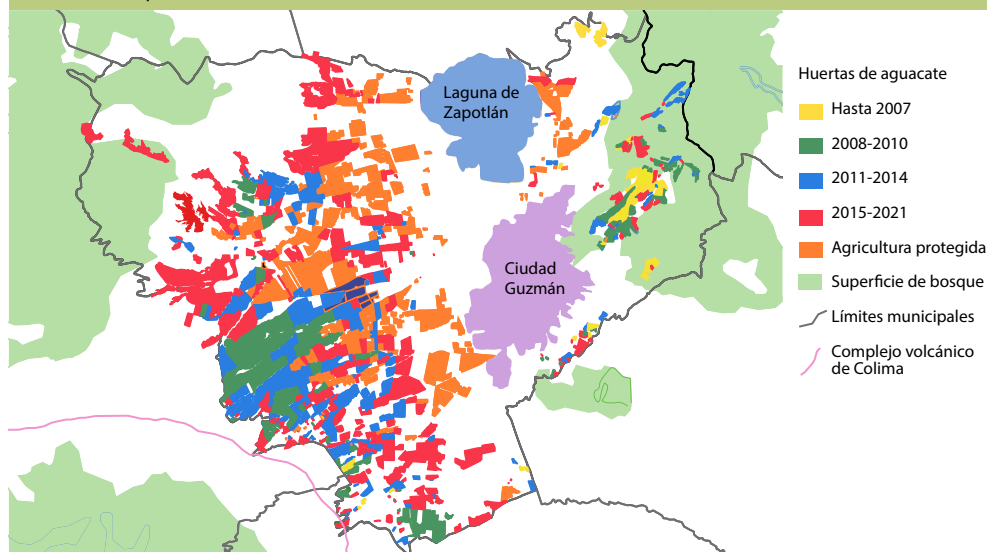 Laguna de
Zapotlán
Ciudad
Guzmán
Huertas de aguacate
Hasta 2007
2008-2010
2011-2014
2015-2021
Agricultura protegida
Superficie de bosque
Límites municipales
Complejo volcánico
de Colima